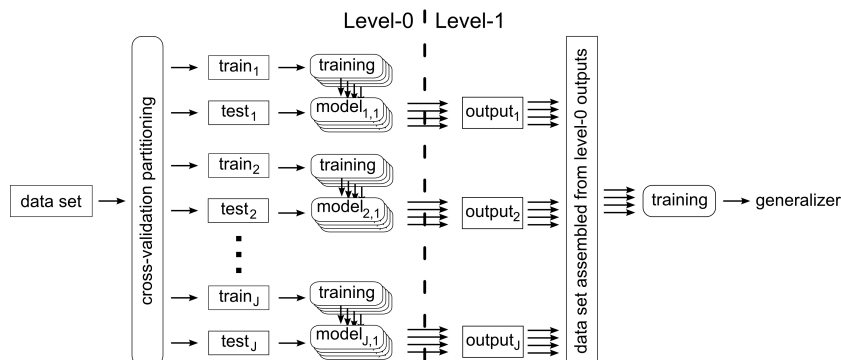 Level-0
Level-1
data set
cross-validation partitioning
train1
training
test1
model1,1
output1
train2
training
test2
model2,1
output2
trainJ
training
testJ
modelJ,1
outputJ
data set assembled from level-0 outputs
training
generalizer